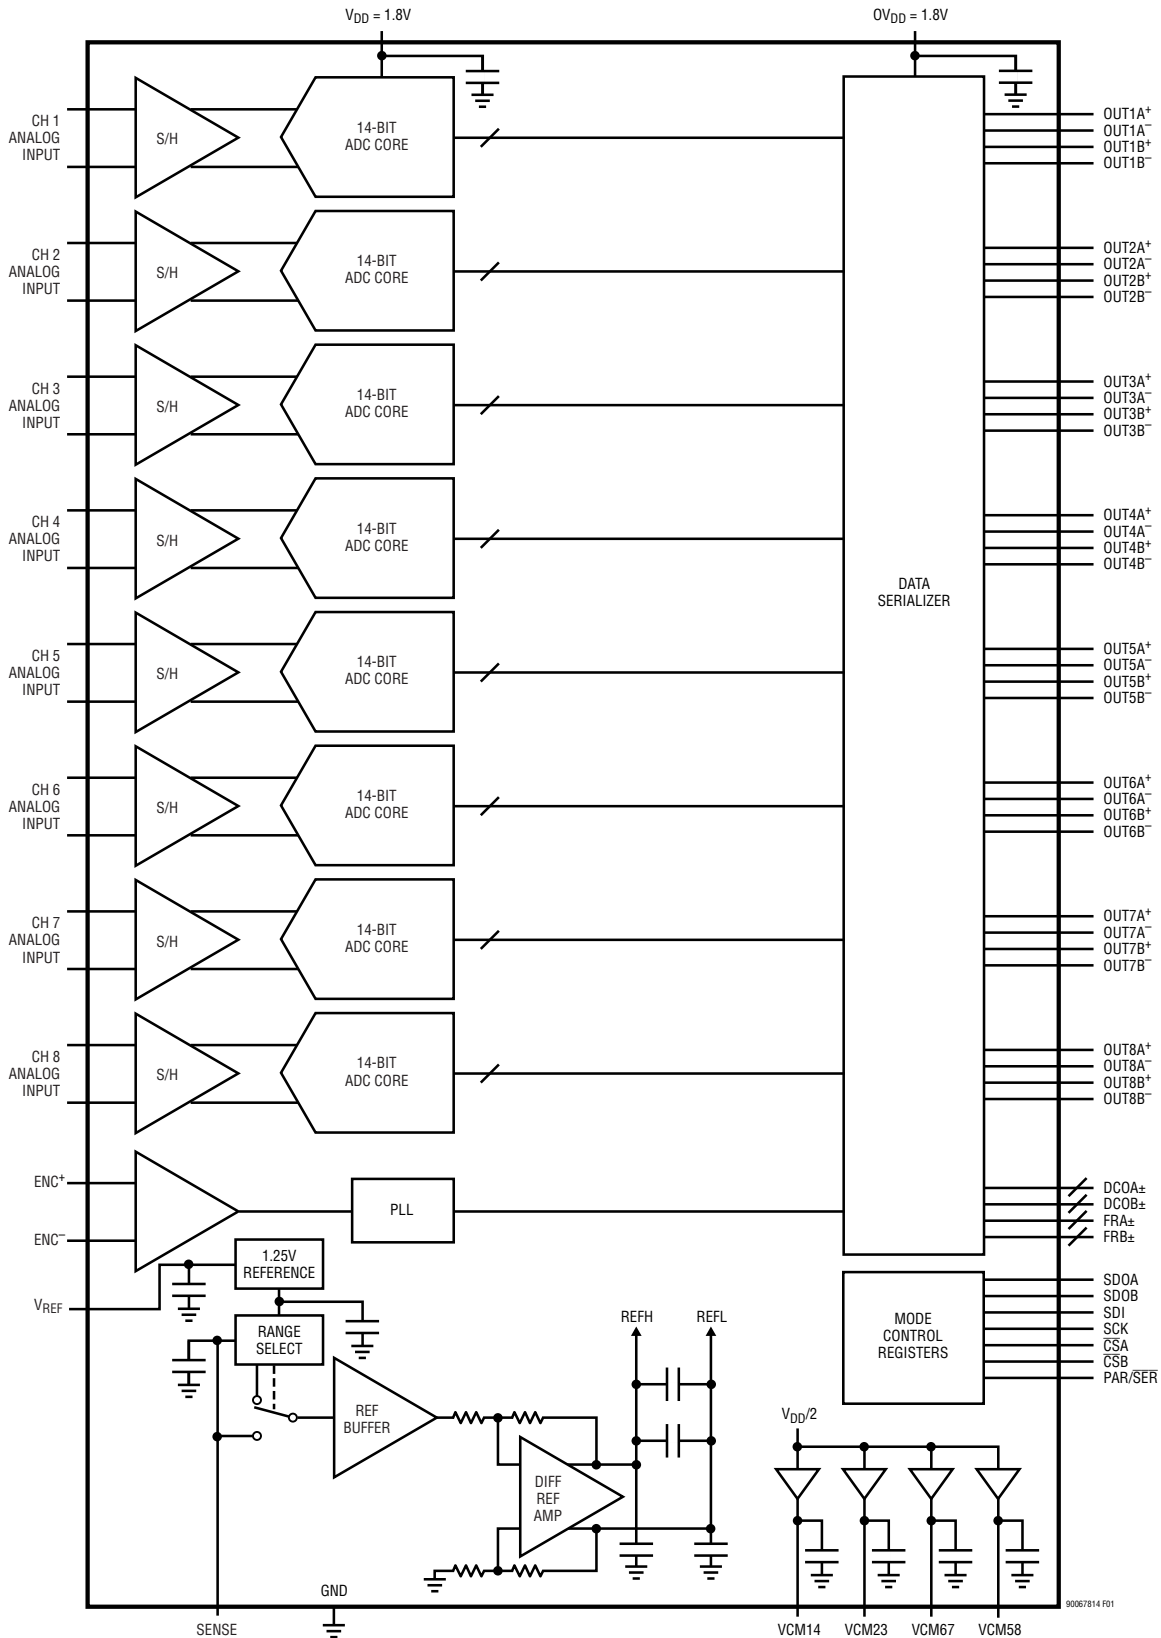 V_DD = 1.8V
OV_DD = 1.8V
CH 1
ANALOG
INPUT
S/H
14-BIT
ADC CORE
OUT1A⁺
OUT1A⁻
OUT1B⁺
OUT1B⁻
CH 2
ANALOG
INPUT
S/H
14-BIT
ADC CORE
OUT2A⁺
OUT2A⁻
OUT2B⁺
OUT2B⁻
CH 3
ANALOG
INPUT
S/H
14-BIT
ADC CORE
OUT3A⁺
OUT3A⁻
OUT3B⁺
OUT3B⁻
CH 4
ANALOG
INPUT
S/H
14-BIT
ADC CORE
OUT4A⁺
OUT4A⁻
OUT4B⁺
OUT4B⁻
DATA
SERIALIZER
CH 5
ANALOG
INPUT
S/H
14-BIT
ADC CORE
OUT5A⁺
OUT5A⁻
OUT5B⁺
OUT5B⁻
CH 6
ANALOG
INPUT
S/H
14-BIT
ADC CORE
OUT6A⁺
OUT6A⁻
OUT6B⁺
OUT6B⁻
CH 7
ANALOG
INPUT
S/H
14-BIT
ADC CORE
OUT7A⁺
OUT7A⁻
OUT7B⁺
OUT7B⁻
CH 8
ANALOG
INPUT
S/H
14-BIT
ADC CORE
OUT8A⁺
OUT8A⁻
OUT8B⁺
OUT8B⁻
ENC⁺
ENC⁻
PLL
DCOA±
DCOB±
FRA±
FRB±
1.25V
REFERENCE
V_REF
RANGE
SELECT
REF
BUFFER
REFH
REFL
DIFF
REF
AMP
MODE
CONTROL
REGISTERS
SDOA
SDOB
SDI
SCK
C̅S̅A
C̅S̅B
PAR/S̅E̅R̅
V_DD/2
GND
SENSE
VCM14
VCM23
VCM67
VCM58
90067814 F01